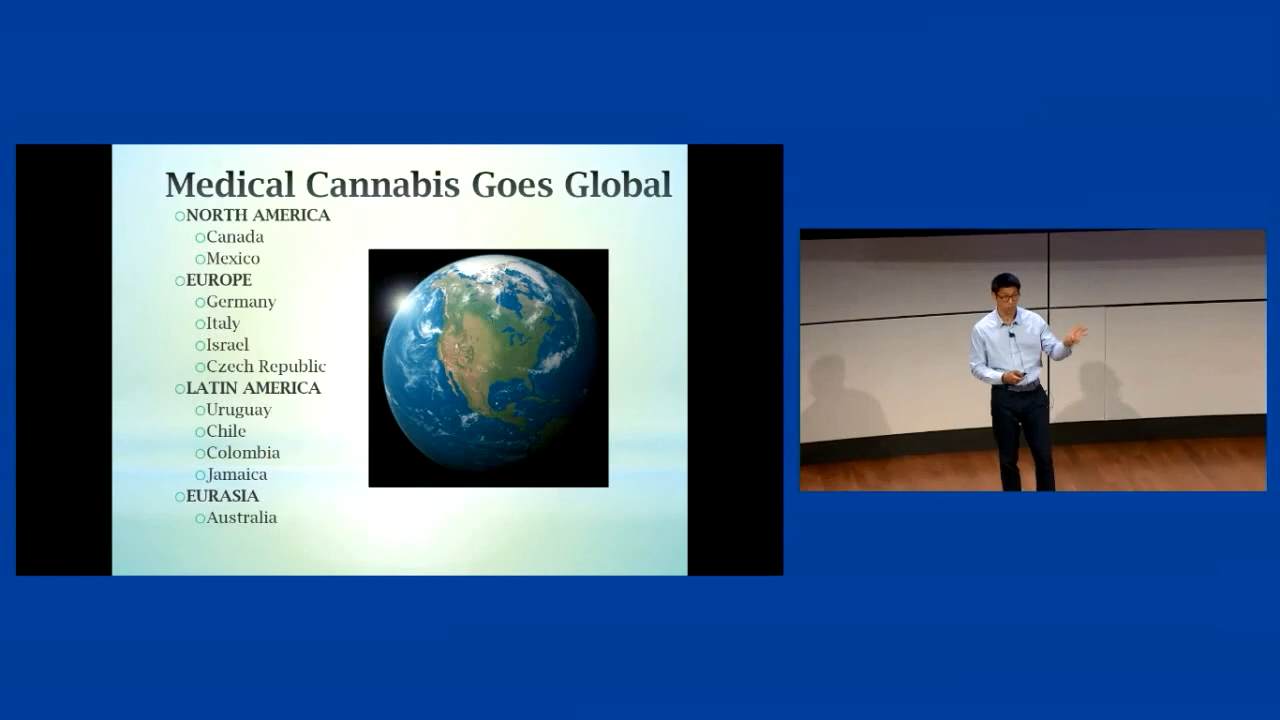 Medical Cannabis Goes Global
NORTH AMERICA
Canada
Mexico
EUROPE
Germany
Italy
Israel
Czech Republic
LATIN AMERICA
Uruguay
Chile
Colombia
Jamaica
EURASIA
Australia